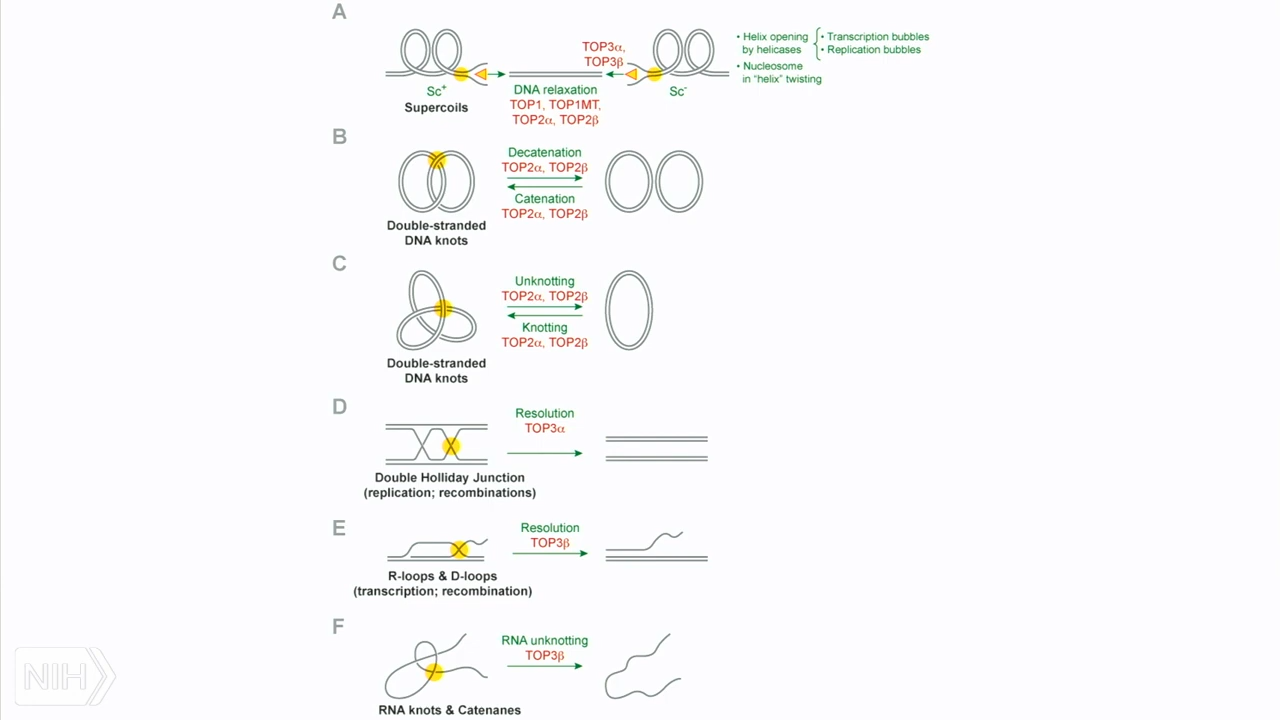 A
TOP3α,
TOP3β
• Helix opening
by helicases
• Transcription bubbles
• Replication bubbles
• Nucleosome
in “helix” twisting
Sc+
Supercoils
DNA relaxation
TOP1, TOP1MT,
TOP2α, TOP2β
Sc-
B
Decatenation
TOP2α, TOP2β
Catenation
TOP2α, TOP2β
Double-stranded
DNA knots
C
Unknotting
TOP2α, TOP2β
Knotting
TOP2α, TOP2β
Double-stranded
DNA knots
D
Resolution
TOP3α
Double Holliday Junction
(replication; recombinations)
E
Resolution
TOP3β
R-loops & D-loops
(transcription; recombination)
F
RNA unknotting
TOP3β
RNA knots & Catenanes
NIH